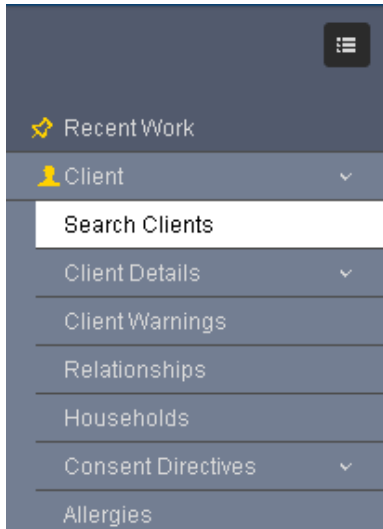 Recent Work
Client
Search Clients
Client Details
Client Warnings
Relationships
Households
Consent Directives
Allergies